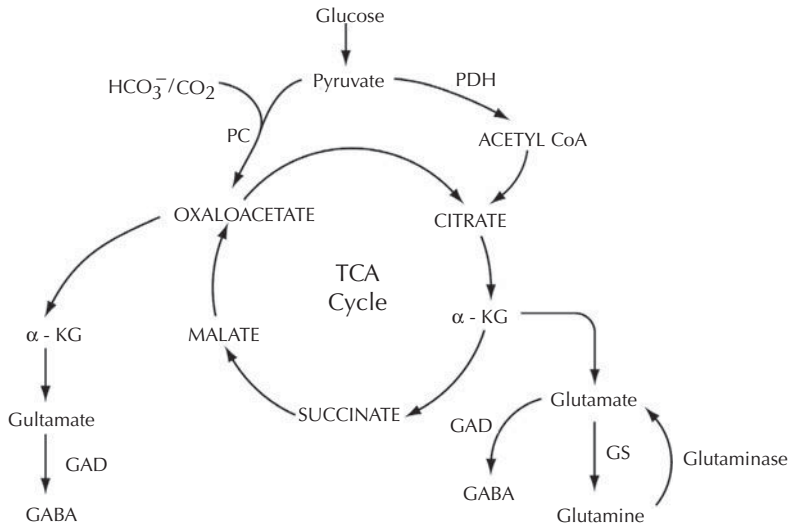 Glucose
HCO₃⁻/CO₂
Pyruvate
PDH
PC
ACETYL CoA
OXALOACETATE
CITRATE
TCA
Cycle
α - KG
MALATE
α - KG
Gultamate
SUCCINATE
GAD
Glutamate
GAD
GS
Glutaminase
GABA
GABA
Glutamine